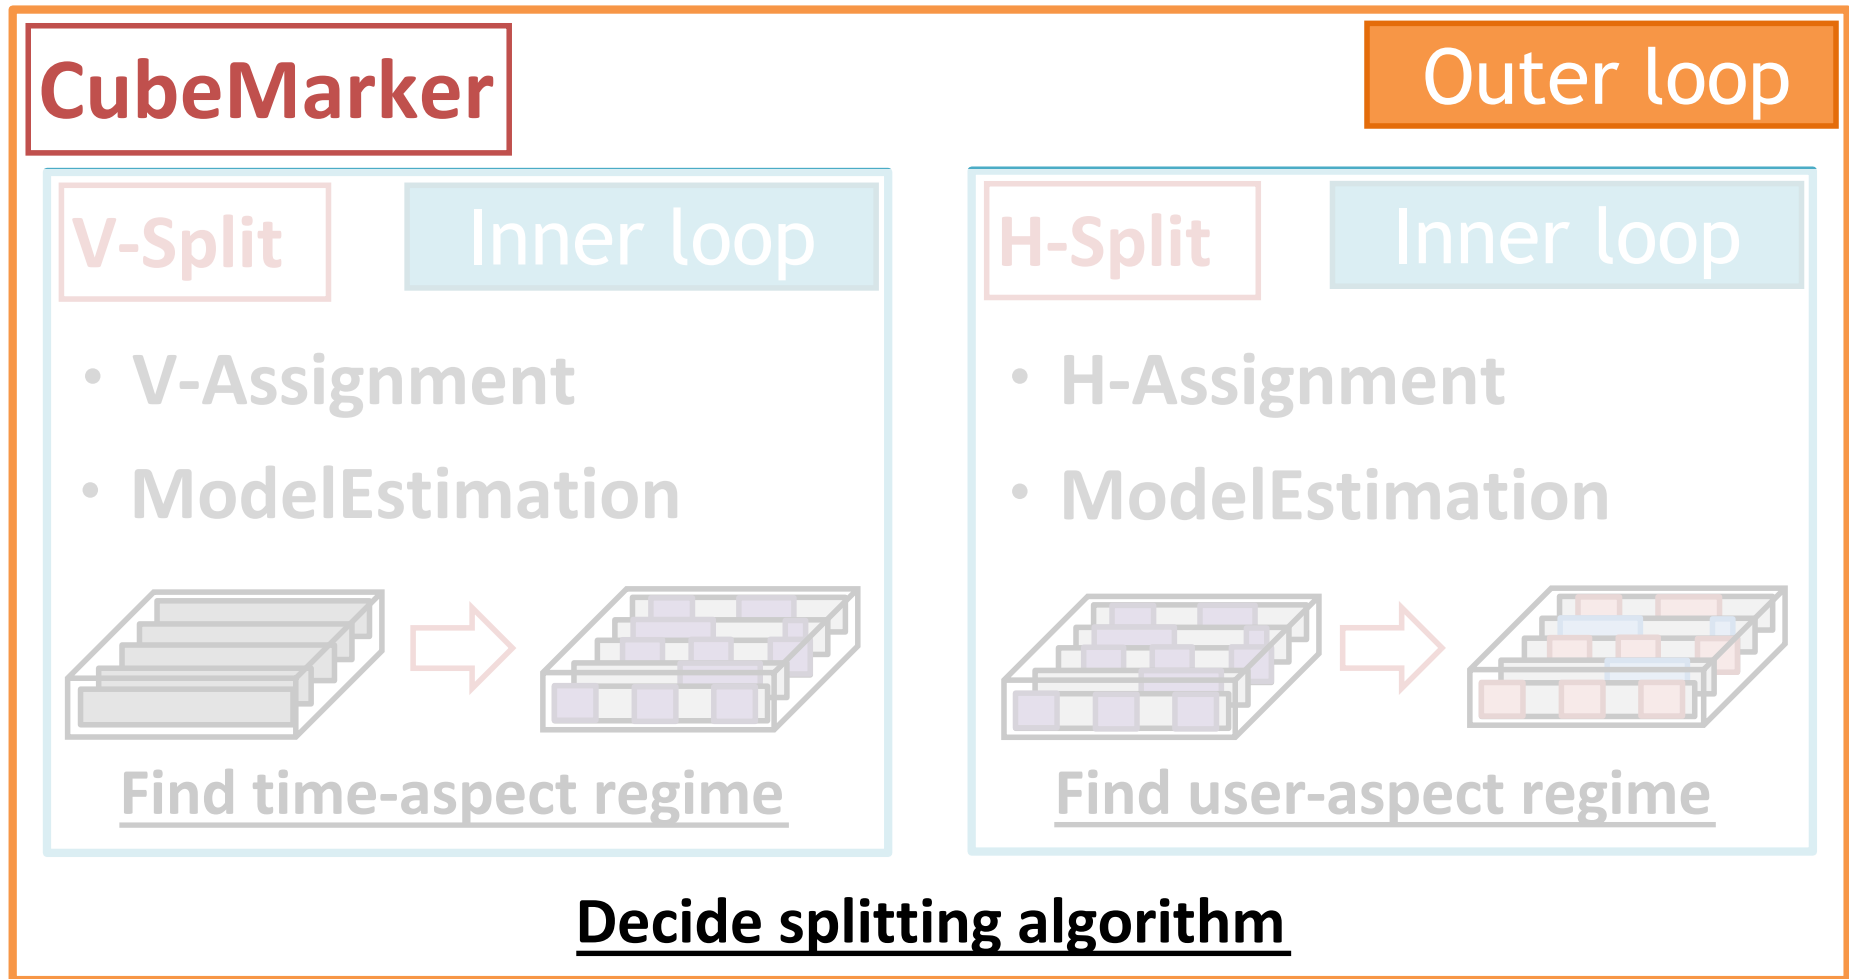 CubeMarker
Outer loop
V-Split
Inner loop
• V-Assignment
• ModelEstimation
Find time-aspect regime
H-Split
Inner loop
• H-Assignment
• ModelEstimation
Find user-aspect regime
Decide splitting algorithm